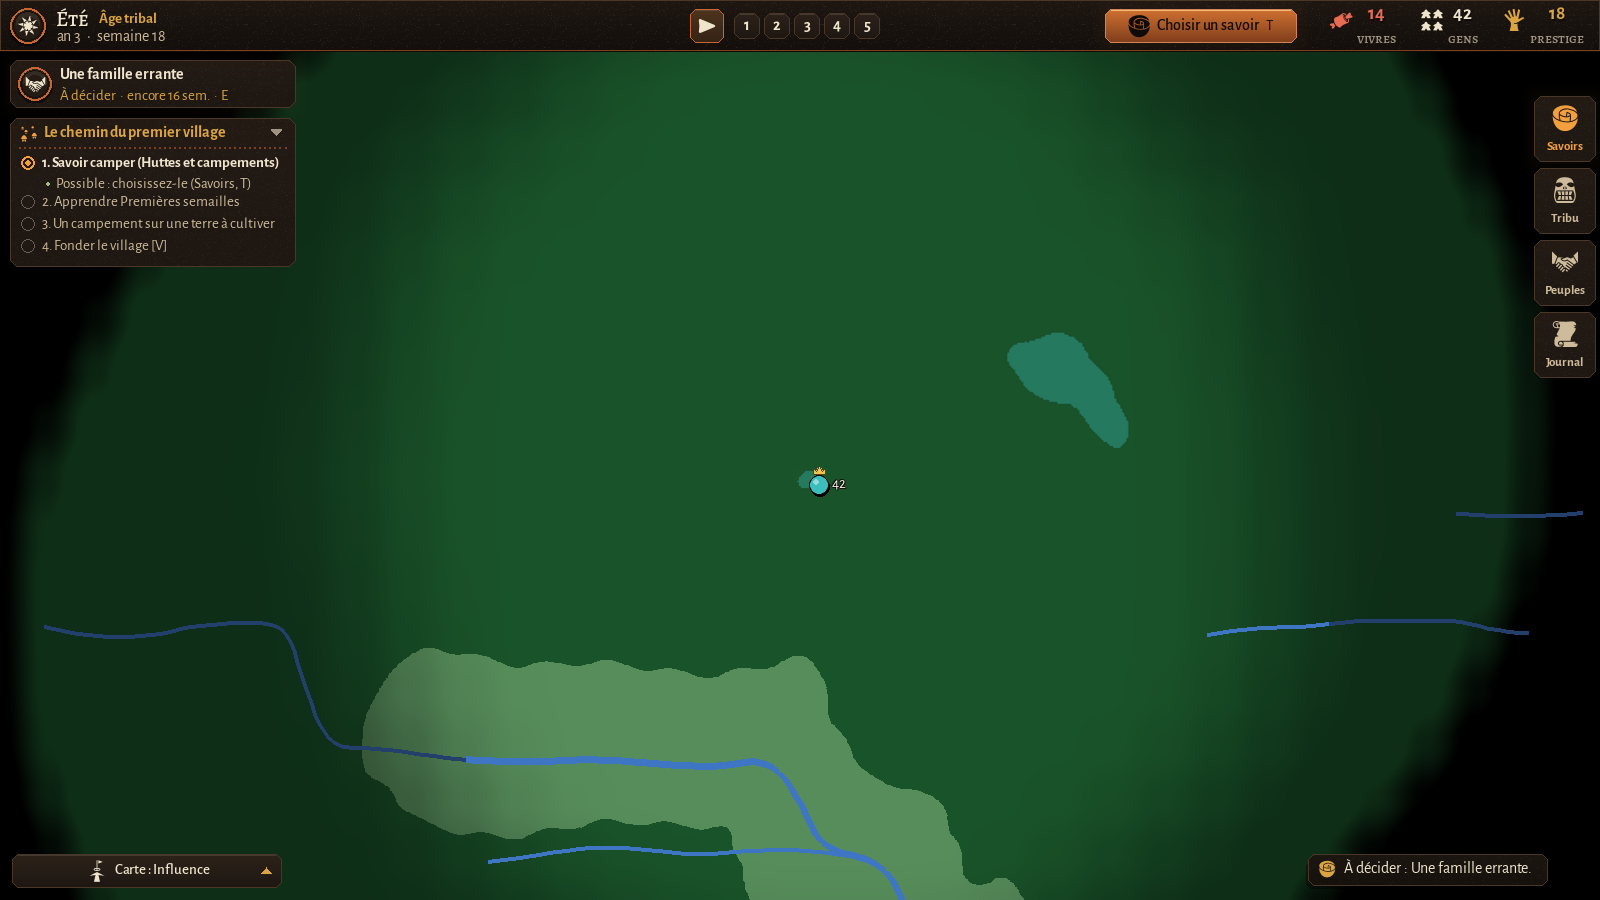 Été Âge tribal
an 3 · semaine 18
1 2 3 4 5
Choisir un savoir T
14
VIVRES
42
GENS
18
PRESTIGE
Une famille errante
À décider · encore 16 sem. · E
Le chemin du premier village
1. Savoir camper (Huttes et campements)
• Possible : choisissez-le (Savoirs, T)
2. Apprendre Premières semailles
3. Un campement sur une terre à cultiver
4. Fonder le village [V]
Savoirs
Tribu
Peuples
Journal
42
Carte : Influence
À décider : Une famille errante.